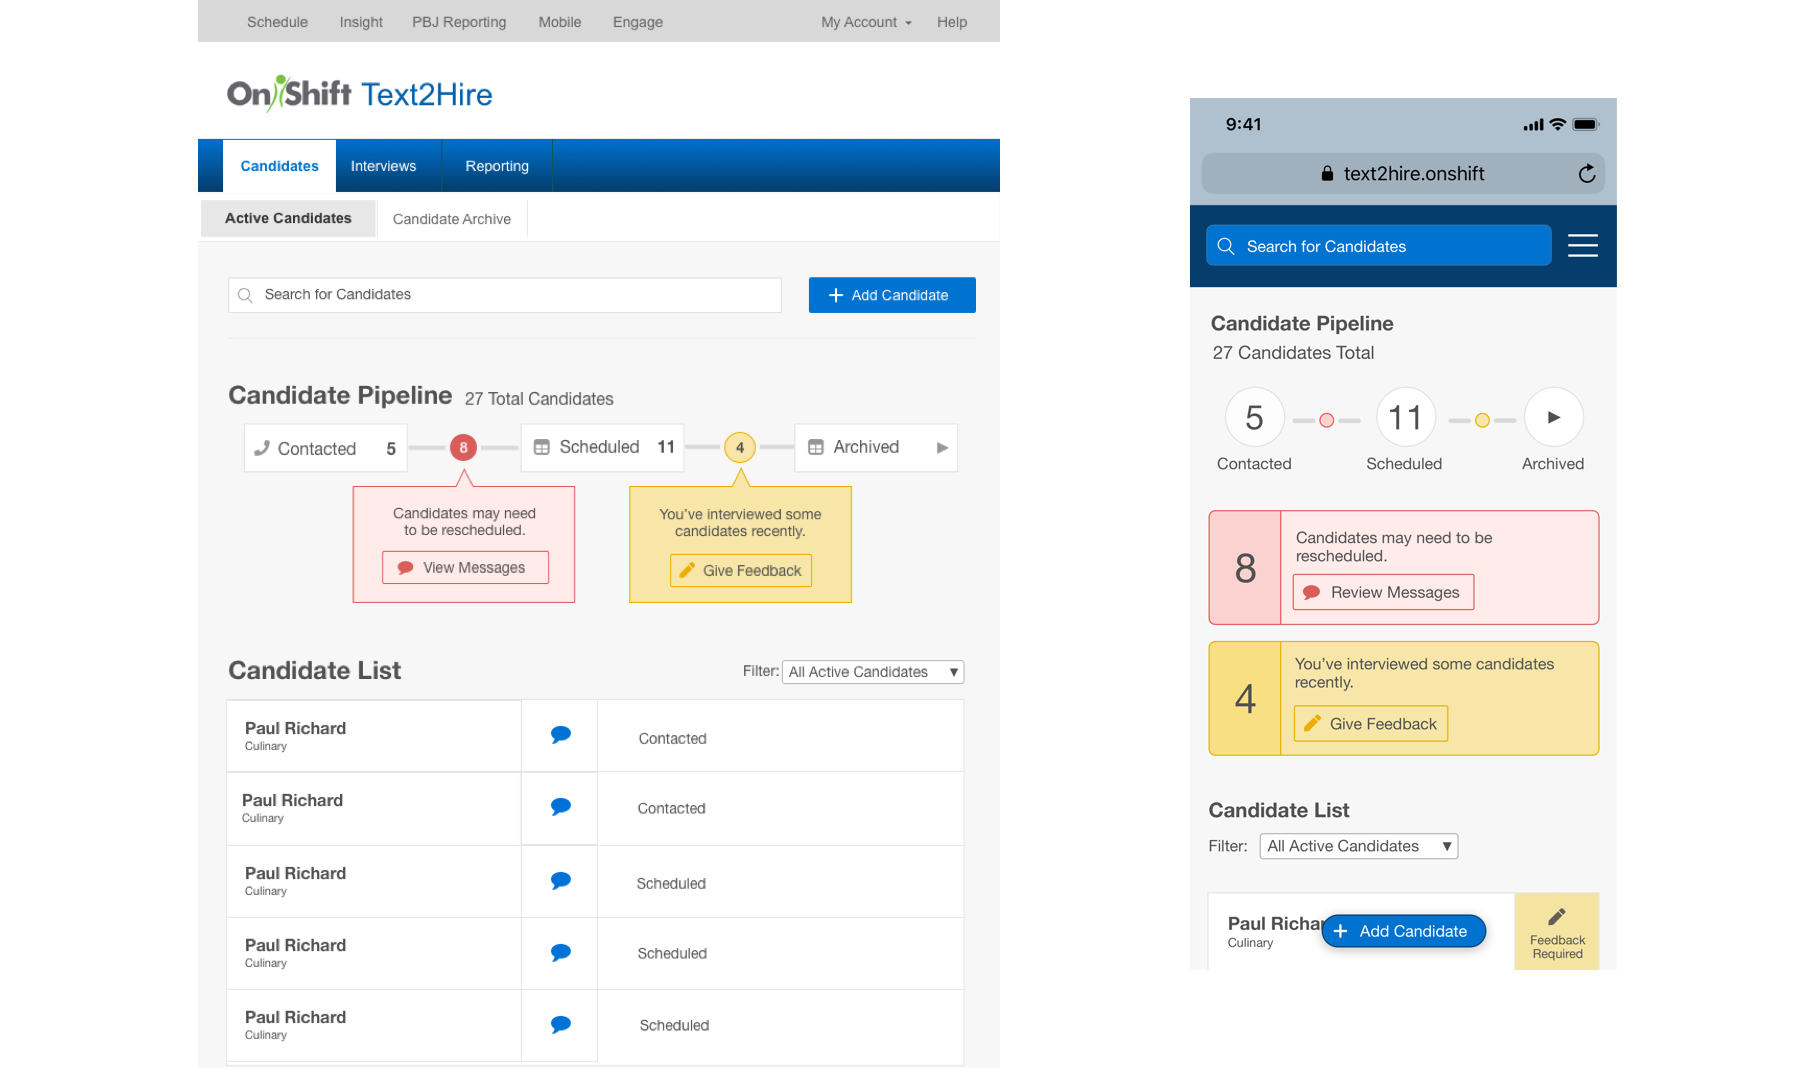 Schedule Insight PBJ Reporting Mobile Engage My Account Help
OnShift Text2Hire
Candidates Interviews Reporting
Active Candidates Candidate Archive
Search for Candidates + Add Candidate
Candidate Pipeline 27 Total Candidates
Contacted 5 8 Scheduled 11 4 Archived
Candidates may need
to be rescheduled.
View Messages
You've interviewed some
candidates recently.
Give Feedback
Candidate List Filter: All Active Candidates
Paul Richard
Culinary
Contacted
Paul Richard
Culinary
Contacted
Paul Richard
Culinary
Scheduled
Paul Richard
Culinary
Scheduled
Paul Richard
Culinary
Scheduled
9:41
text2hire.onshift
Search for Candidates
Candidate Pipeline
27 Candidates Total
5 11
Contacted Scheduled Archived
8
Candidates may need to be
rescheduled.
Review Messages
4
You've interviewed some candidates
recently.
Give Feedback
Candidate List
Filter: All Active Candidates
Paul Richar
Culinary
+ Add Candidate
Feedback
Required